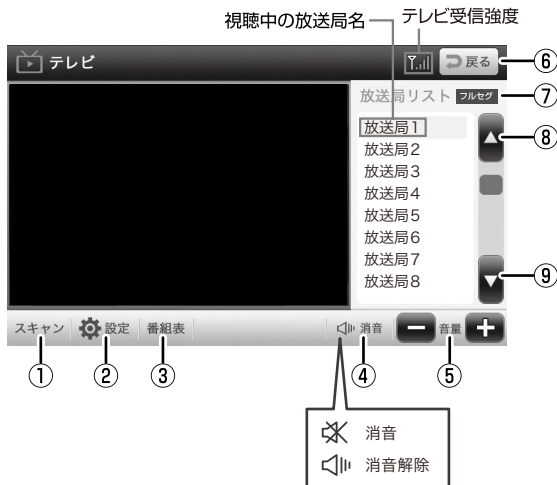 視聴中の放送局名
テレビ受信強度
テレビ
戻る
⑥
放送局リスト フルセグ
⑦
放送局1
⑧
放送局2
放送局3
放送局4
放送局5
放送局6
放送局7
放送局8
⑨
スキャン 設定 番組表 消音 音量
① ② ③ ④ ⑤
消音
消音解除